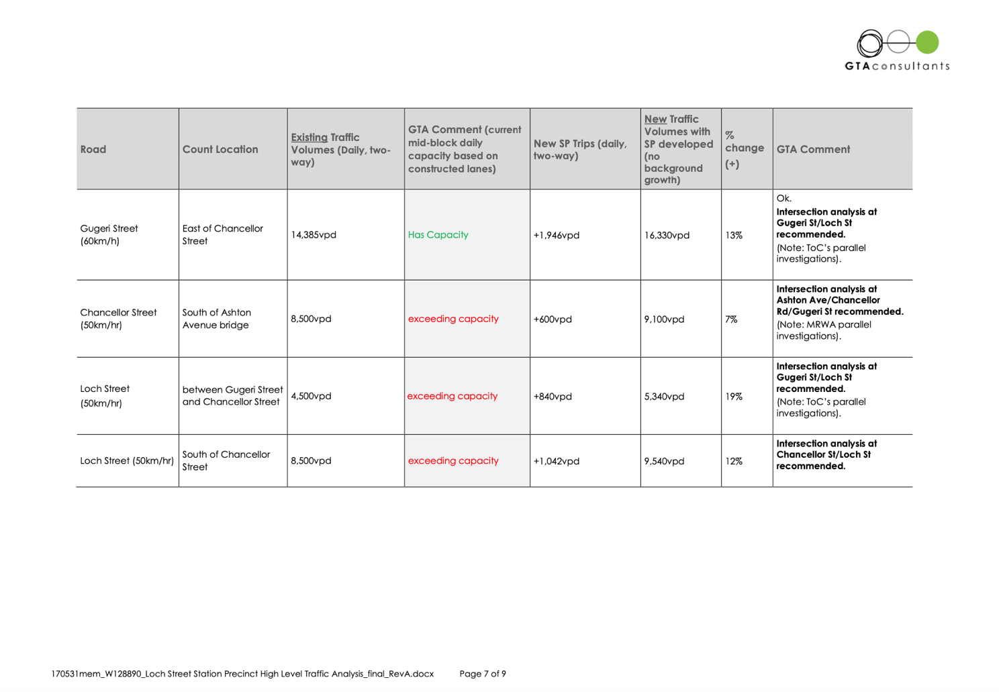 GTAconsultants
Road
Count Location
Existing Traffic
Volumes (Daily, two-
way)
GTA Comment (current
mid-block daily
capacity based on
constructed lanes)
New SP Trips (daily,
two-way)
New Traffic
Volumes with
SP developed
(no
background
growth)
%
change
(+)
GTA Comment
Gugeri Street
(60km/h)
East of Chancellor
Street
14,385vpd
Has Capacity
+1,946vpd
16,330vpd
13%
Ok.
Intersection analysis at
Gugeri St/Loch St
recommended.
(Note: ToC's parallel
investigations).
Chancellor Street
(50km/hr)
South of Ashton
Avenue bridge
8,500vpd
exceeding capacity
+600vpd
9,100vpd
7%
Intersection analysis at
Ashton Ave/Chancellor
Rd/Gugeri St recommended.
(Note: MRWA parallel
investigations).
Loch Street
(50km/hr)
between Gugeri Street
and Chancellor Street
4,500vpd
exceeding capacity
+840vpd
5,340vpd
19%
Intersection analysis at
Gugeri St/Loch St
recommended.
(Note: ToC's parallel
investigations).
Loch Street (50km/hr)
South of Chancellor
Street
8,500vpd
exceeding capacity
+1,042vpd
9,540vpd
12%
Intersection analysis at
Chancellor St/Loch St
recommended.
170531mem_W128890_Loch Street Station Precinct High Level Traffic Analysis_final_RevA.docx Page 7 of 9